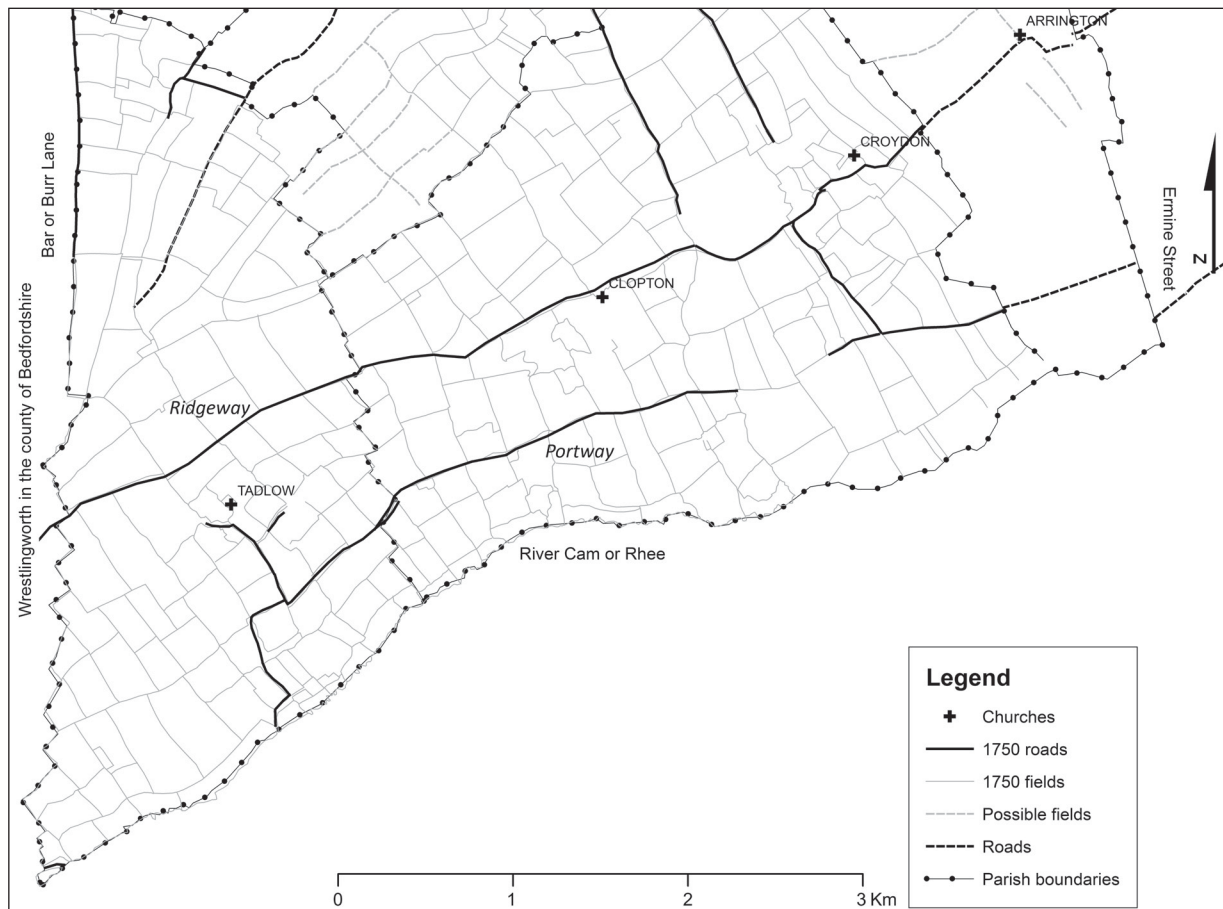 ARRINGTON
CROYDON
Bar or Burr Lane
Ermine Street
N
CLOPTON
Ridgeway
Portway
Wrestlingworth in the county of Bedfordshire
TADLOW
River Cam or Rhee
Legend
Churches
1750 roads
1750 fields
Possible fields
Roads
Parish boundaries
0 1 2 3 Km